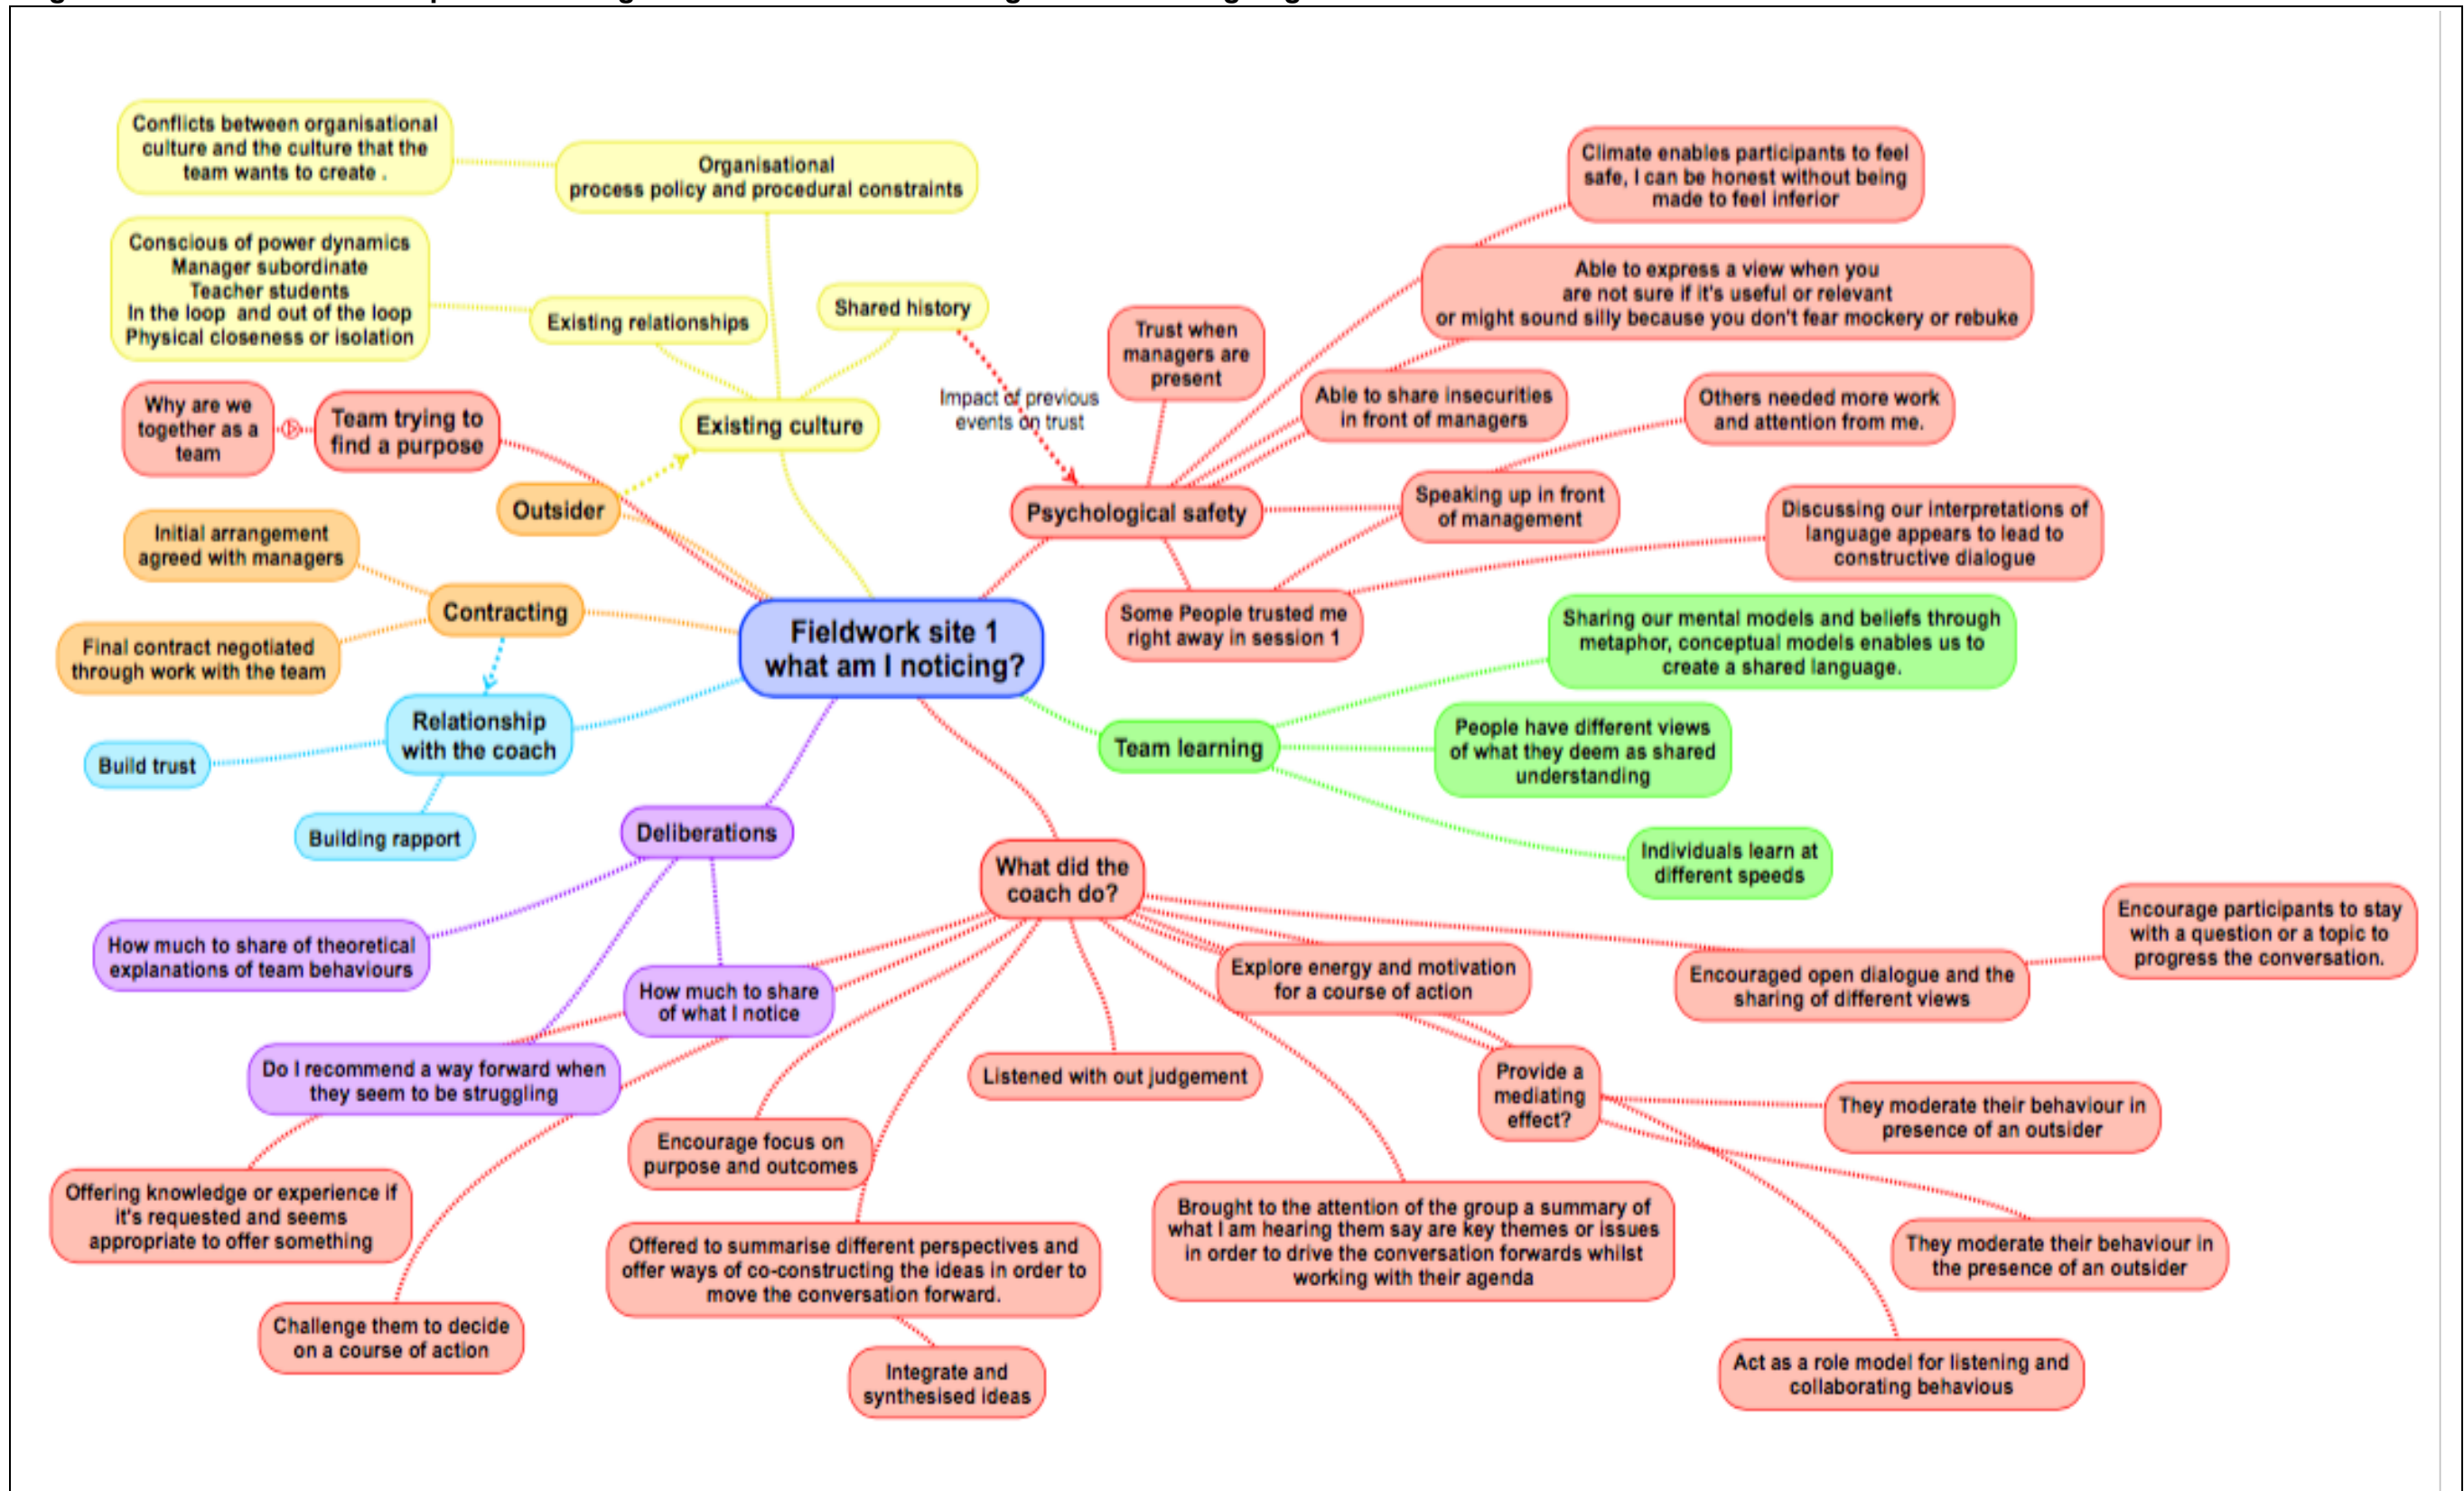 Conflicts between organisational
culture and the culture that the
team wants to create .
Organisational
process policy and procedural constraints
Conscious of power dynamics
Manager subordinate
Teacher students
In the loop and out of the loop
Physical closeness or isolation
Existing relationships
Shared history
Existing culture
Impact of previous
events on trust
Why are we
together as a
team
Team trying to
find a purpose
Outsider
Initial arrangement
agreed with managers
Contracting
Final contract negotiated
through work with the team
Relationship
with the coach
Build trust
Building rapport
Fieldwork site 1
what am I noticing?
Climate enables participants to feel
safe, I can be honest without being
made to feel inferior
Able to express a view when you
are not sure if it's useful or relevant
or might sound silly because you don't fear mockery or rebuke
Trust when
managers are
present
Able to share insecurities
in front of managers
Others needed more work
and attention from me.
Psychological safety
Speaking up in front
of management
Discussing our interpretations of
language appears to lead to
constructive dialogue
Some People trusted me
right away in session 1
Sharing our mental models and beliefs through
metaphor, conceptual models enables us to
create a shared language.
Team learning
People have different views
of what they deem as shared
understanding
Individuals learn at
different speeds
Deliberations
How much to share of theoretical
explanations of team behaviours
How much to share
of what I notice
Do I recommend a way forward when
they seem to be struggling
What did the
coach do?
Explore energy and motivation
for a course of action
Encouraged open dialogue and the
sharing of different views
Encourage participants to stay
with a question or a topic to
progress the conversation.
Listened with out judgement
Provide a
mediating
effect?
They moderate their behaviour in
presence of an outsider
Encourage focus on
purpose and outcomes
Offering knowledge or experience if
it's requested and seems
appropriate to offer something
Brought to the attention of the group a summary of
what I am hearing them say are key themes or issues
in order to drive the conversation forwards whilst
working with their agenda
They moderate their behaviour in
the presence of an outsider
Offered to summarise different perspectives and
offer ways of co-constructing the ideas in order to
move the conversation forward.
Challenge them to decide
on a course of action
Integrate and
synthesised ideas
Act as a role model for listening and
collaborating behavious